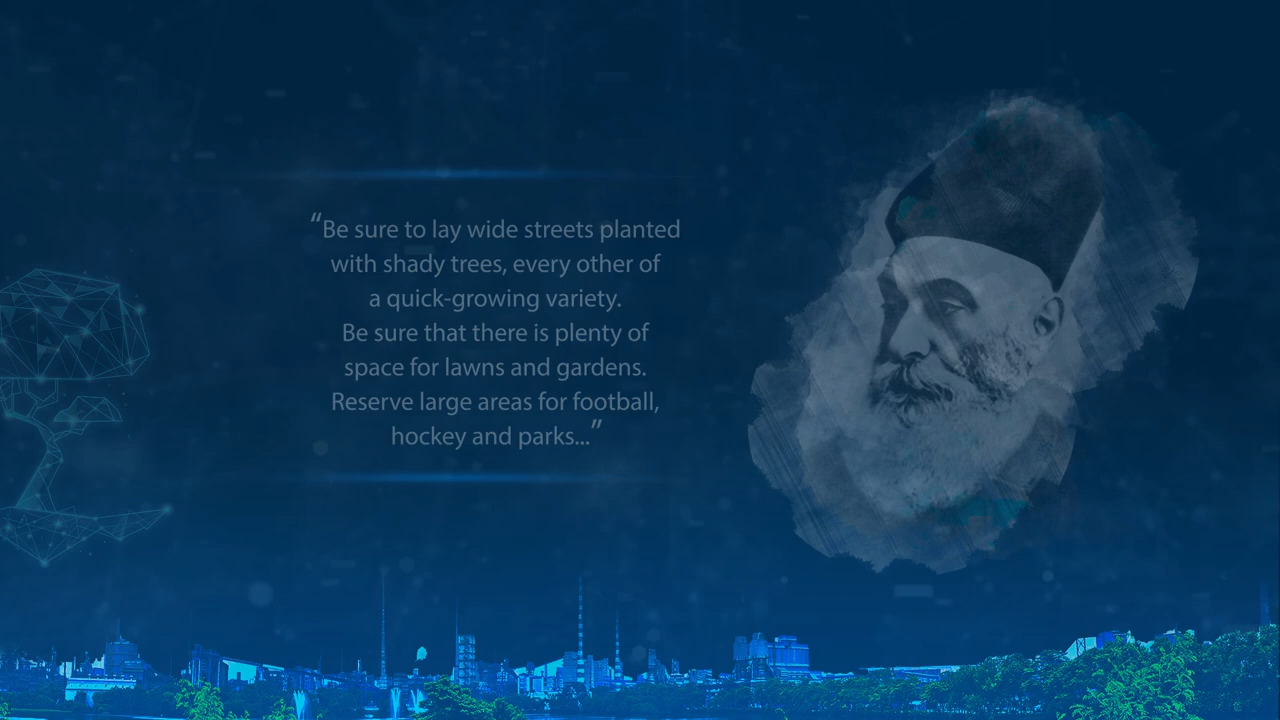 “Be sure to lay wide streets planted
with shady trees, every other of
a quick-growing variety.
Be sure that there is plenty of
space for lawns and gardens.
Reserve large areas for football,
hockey and parks...”